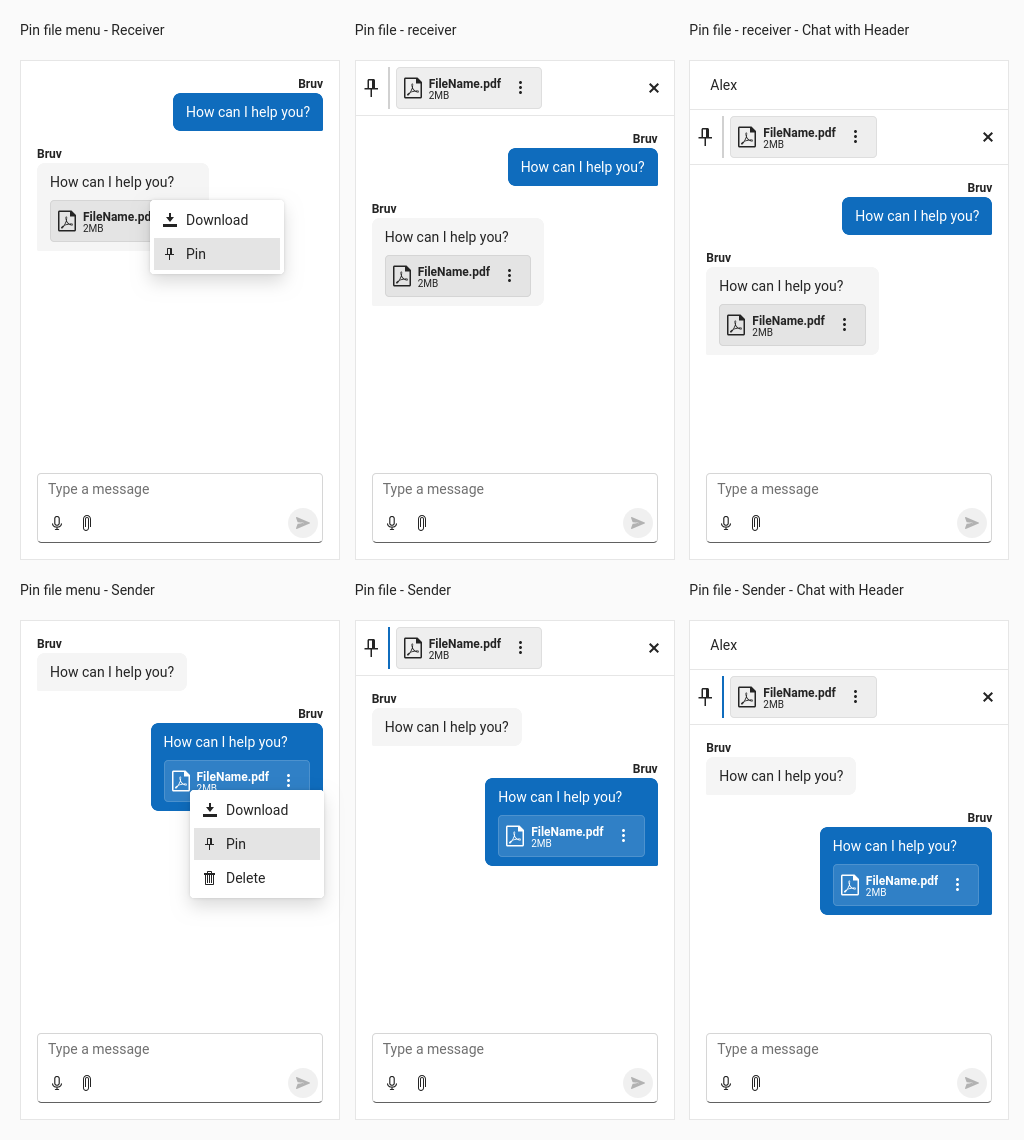 Pin file menu - Receiver
Bruv
How can I help you?
Bruv
How can I help you?
FileName.pd
2MB
Download
Pin
Type a message
Pin file - receiver
FileName.pdf
2MB
Bruv
How can I help you?
Bruv
How can I help you?
FileName.pdf
2MB
Type a message
Pin file - receiver - Chat with Header
Alex
FileName.pdf
2MB
Bruv
How can I help you?
Bruv
How can I help you?
FileName.pdf
2MB
Type a message
Pin file menu - Sender
Bruv
How can I help you?
Bruv
How can I help you?
FileName.pdf
2MB
Download
Pin
Delete
Type a message
Pin file - Sender
FileName.pdf
2MB
Bruv
How can I help you?
Bruv
How can I help you?
FileName.pdf
2MB
Type a message
Pin file - Sender - Chat with Header
Alex
FileName.pdf
2MB
Bruv
How can I help you?
Bruv
How can I help you?
FileName.pdf
2MB
Type a message